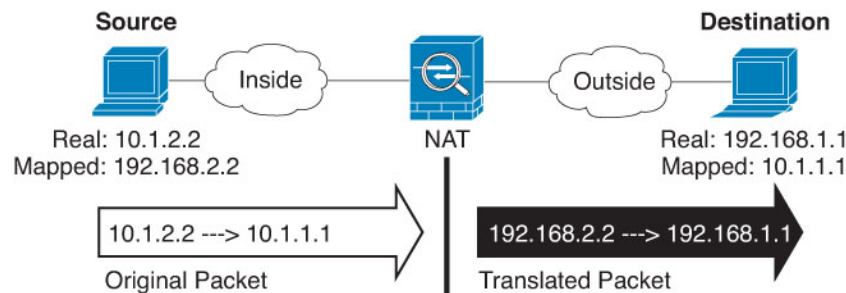 Source
Destination
Inside
Outside
Real: 10.1.2.2
Mapped: 192.168.2.2
NAT
Real: 192.168.1.1
Mapped: 10.1.1.1
10.1.2.2 ---> 10.1.1.1
192.168.2.2 ---> 192.168.1.1
Original Packet
Translated Packet